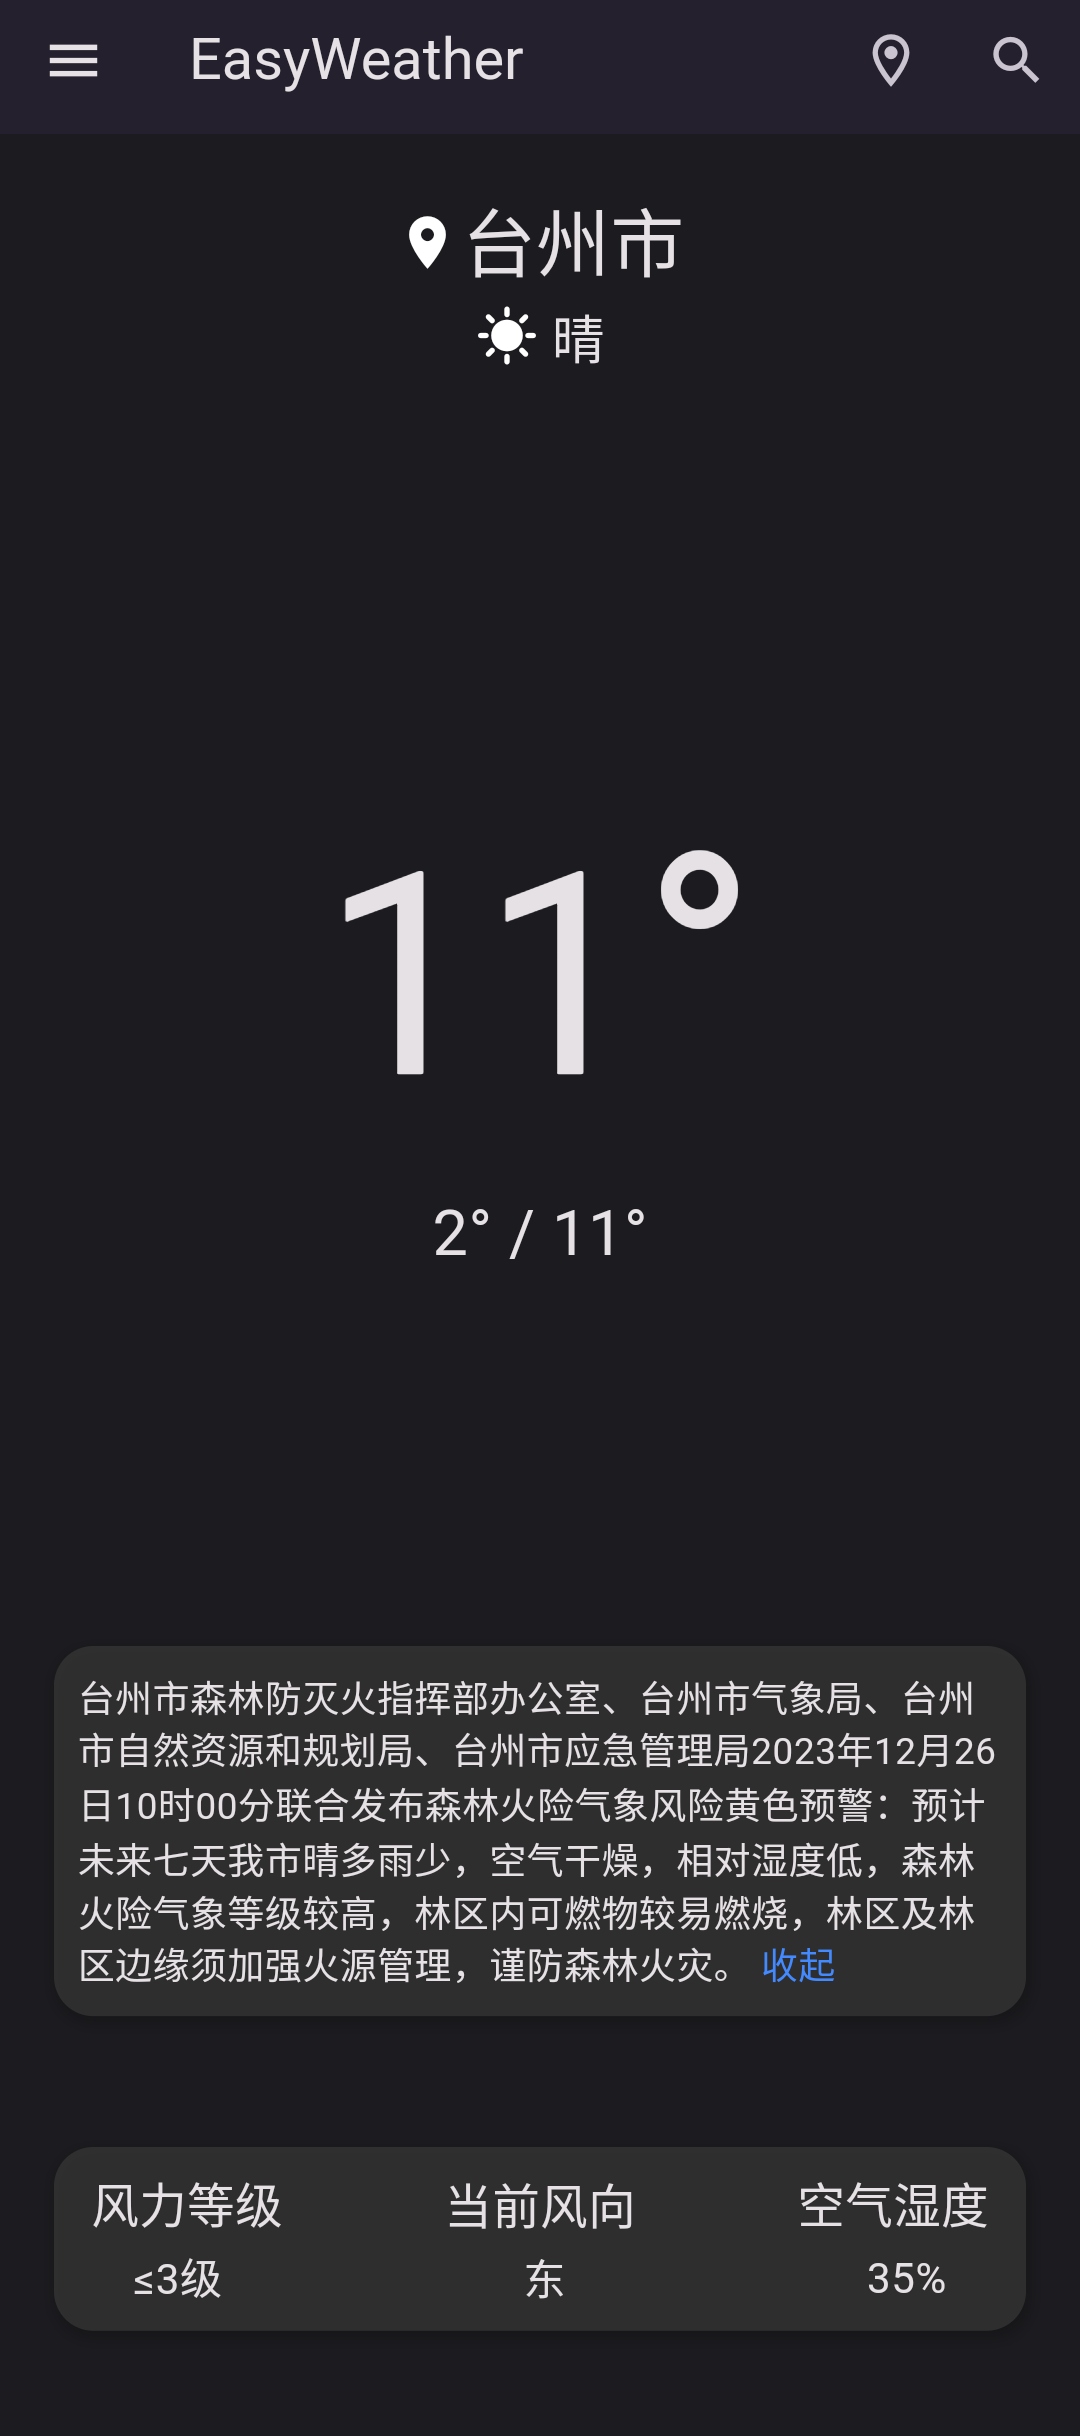 EasyWeather
台州市
晴
11°
2° / 11°
台州市森林防灭火指挥部办公室、台州市气象局、台州
市自然资源和规划局、台州市应急管理局2023年12月26
日10时00分联合发布森林火险气象风险黄色预警：预计
未来七天我市晴多雨少，空气干燥，相对湿度低，森林
火险气象等级较高，林区内可燃物较易燃烧，林区及林
区边缘须加强火源管理，谨防森林火灾。 收起
风力等级 当前风向 空气湿度
≤3级 东 35%